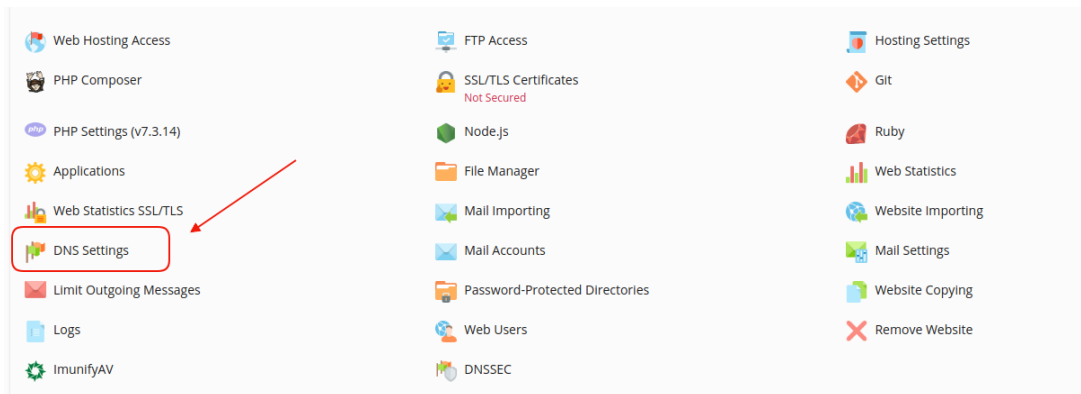 Web Hosting Access
FTP Access
Hosting Settings
PHP Composer
SSL/TLS Certificates
Not Secured
Git
php
PHP Settings (v7.3.14)
Node.js
Ruby
Applications
File Manager
Web Statistics
Web Statistics SSL/TLS
Mail Importing
Website Importing
DNS Settings
Mail Accounts
Mail Settings
Limit Outgoing Messages
Password-Protected Directories
Website Copying
Logs
Web Users
Remove Website
ImunifyAV
DNSSEC